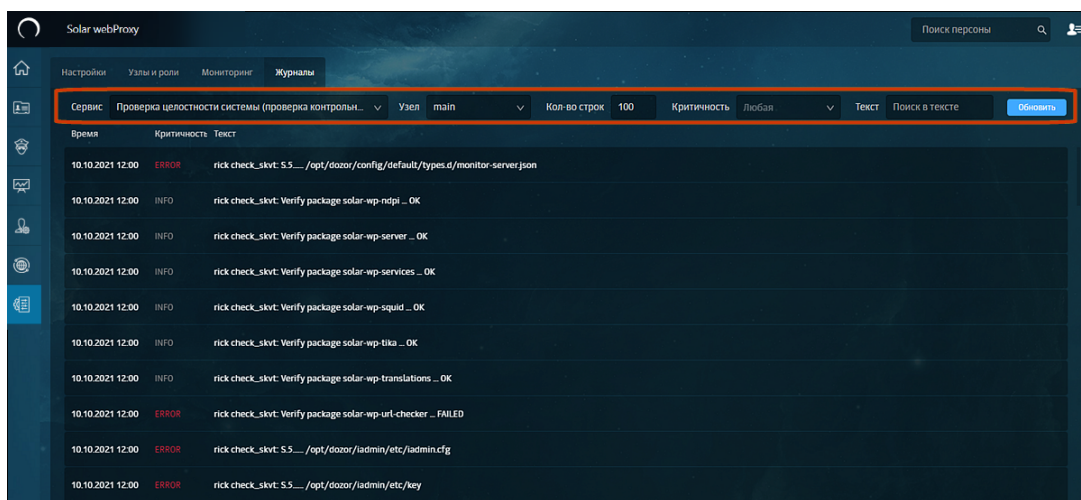 Solar webProxy Поиск персоны
Настройки Узлы и роли Мониторинг Журналы
Сервис Проверка целостности системы (проверка контрольн... Узел main Кол-во строк 100 Критичность Любая Текст Поиск в тексте Обновить
Время Критичность Текст
10.10.2021 12:00 ERROR rick check_skvt: S.5.... /opt/dozor/config/default/types.d/monitor-server.json
10.10.2021 12:00 INFO rick check_skvt: Verify package solar-wp-ndpi ... OK
10.10.2021 12:00 INFO rick check_skvt: Verify package solar-wp-server ... OK
10.10.2021 12:00 INFO rick check_skvt: Verify package solar-wp-services ... OK
10.10.2021 12:00 INFO rick check_skvt: Verify package solar-wp-squid ... OK
10.10.2021 12:00 INFO rick check_skvt: Verify package solar-wp-tika ... OK
10.10.2021 12:00 INFO rick check_skvt: Verify package solar-wp-translations ... OK
10.10.2021 12:00 ERROR rick check_skvt: Verify package solar-wp-url-checker ... FAILED
10.10.2021 12:00 ERROR rick check_skvt: S.5.... /opt/dozor/iadmin/etc/iadmin.cfg
10.10.2021 12:00 ERROR rick check_skvt: S.5.... /opt/dozor/iadmin/etc/key